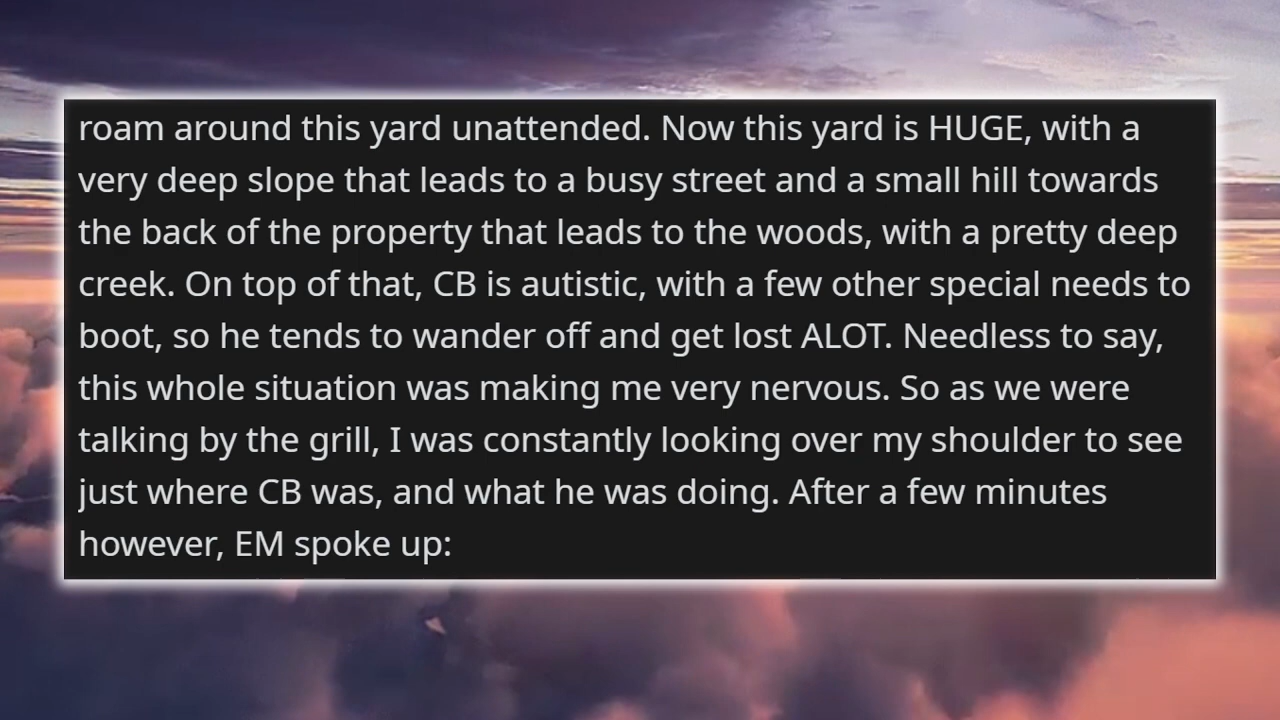 roam around this yard unattended. Now this yard is HUGE, with a
very deep slope that leads to a busy street and a small hill towards
the back of the property that leads to the woods, with a pretty deep
creek. On top of that, CB is autistic, with a few other special needs to
boot, so he tends to wander off and get lost ALOT. Needless to say,
this whole situation was making me very nervous. So as we were
talking by the grill, I was constantly looking over my shoulder to see
just where CB was, and what he was doing. After a few minutes
however, EM spoke up: